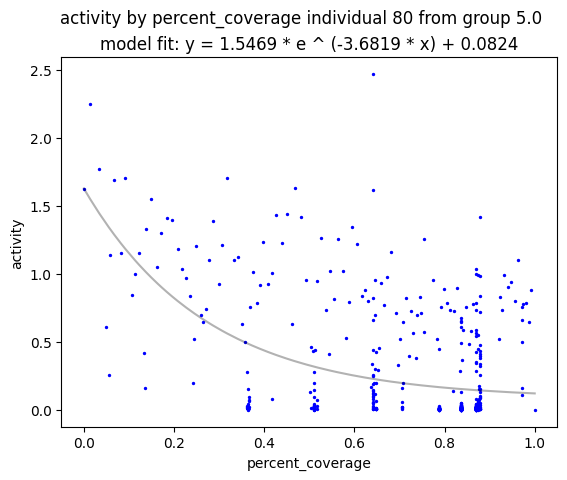 activity by percent_coverage individual 80 from group 5.0
model fit: y = 1.5469 * e ^ (-3.6819 * x) + 0.0824
2.5
2.0
1.5
1.0
0.5
0.0
activity
0.0 0.2 0.4 0.6 0.8 1.0
percent_coverage